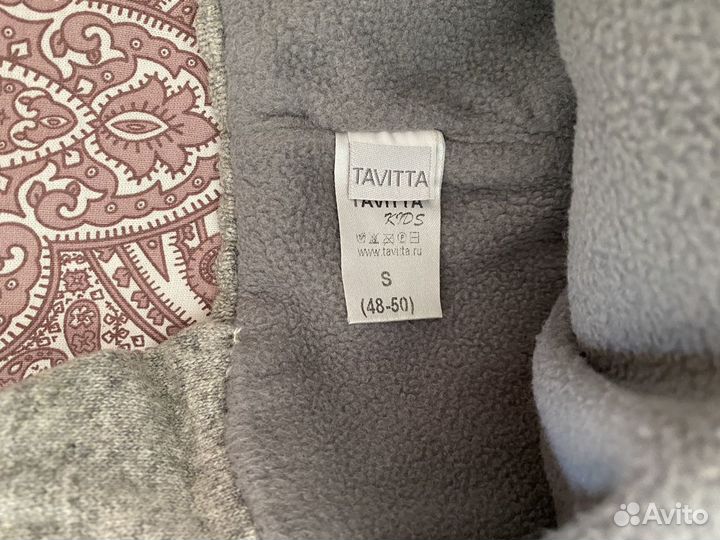 TAVITTA
TAVITTA
KIDS
www.tavitta.ru
S
(48-50)
Avito